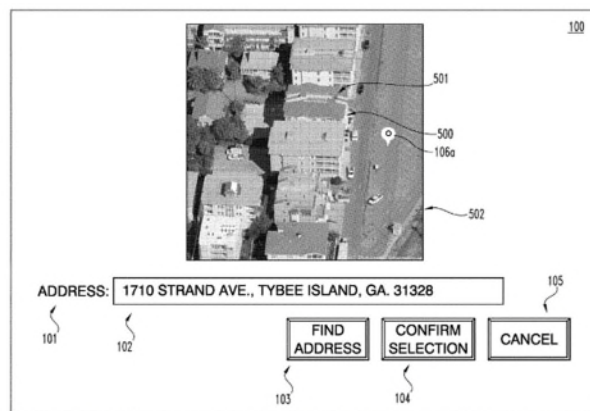 100
501
500
106a
502
ADDRESS: 1710 STRAND AVE., TYBEE ISLAND, GA. 31328
105
101
102
FIND
ADDRESS
CONFIRM
SELECTION
CANCEL
103
104